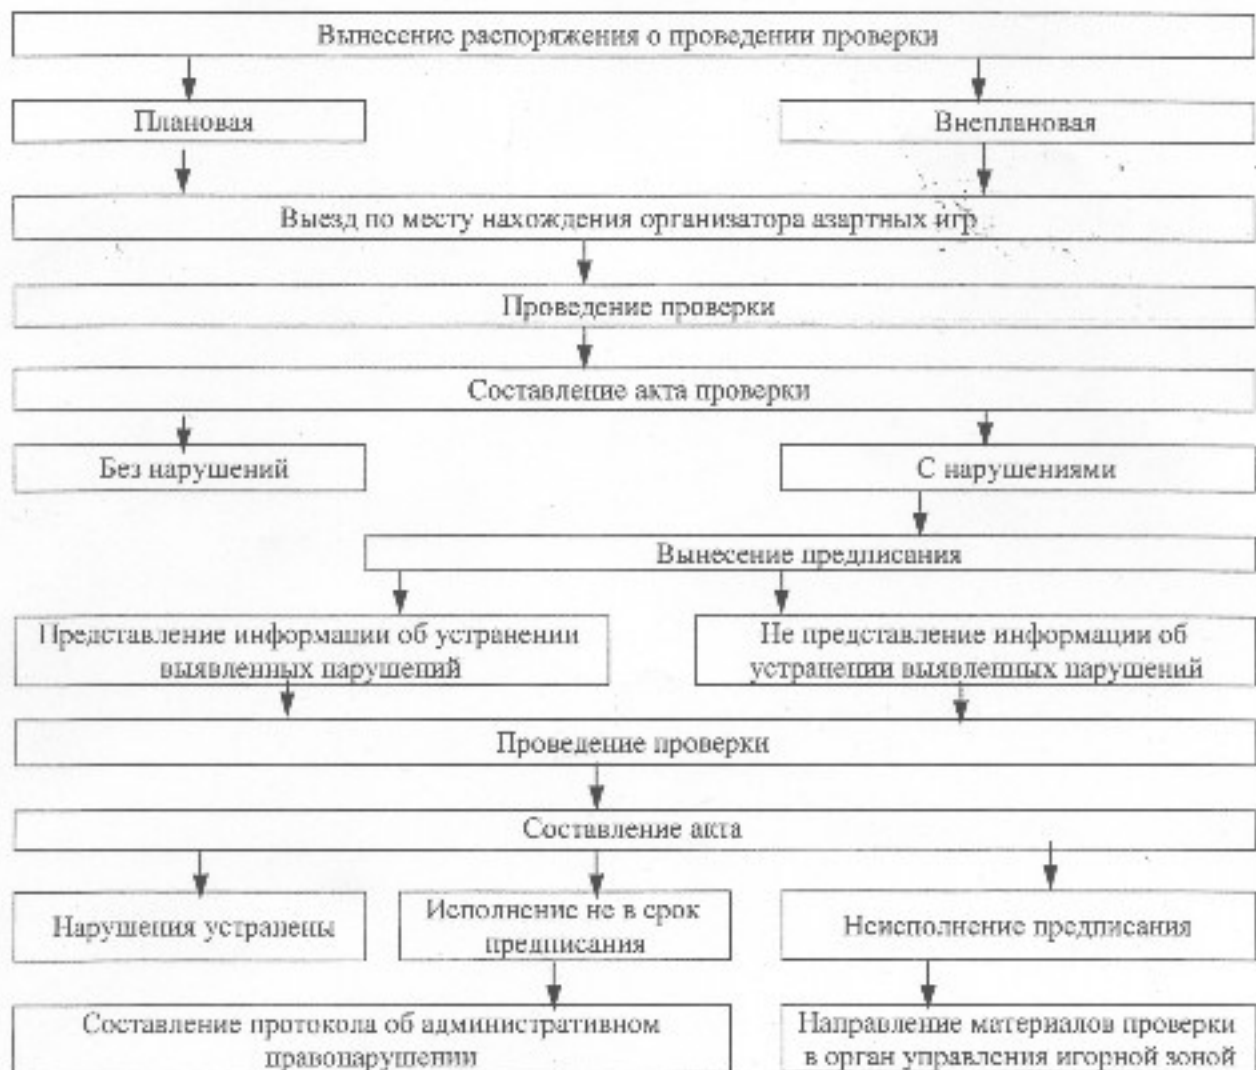 Вынесение распоряжения о проведении проверки
Плановая
Внеплановая
Выезд по месту нахождения организатора азартных игр
Проведение проверки
Составление акта проверки
Без нарушений
С нарушениями
Вынесение предписания
Представление информации об устранении
выявленных нарушений
Не представление информации об
устранении выявленных нарушений
Проведение проверки
Составление акта
Нарушения устранены
Исполнение не в срок
предписания
Неисполнение предписания
Составление протокола об административном
правонарушении
Направление материалов проверки
в орган управления игорной зоной